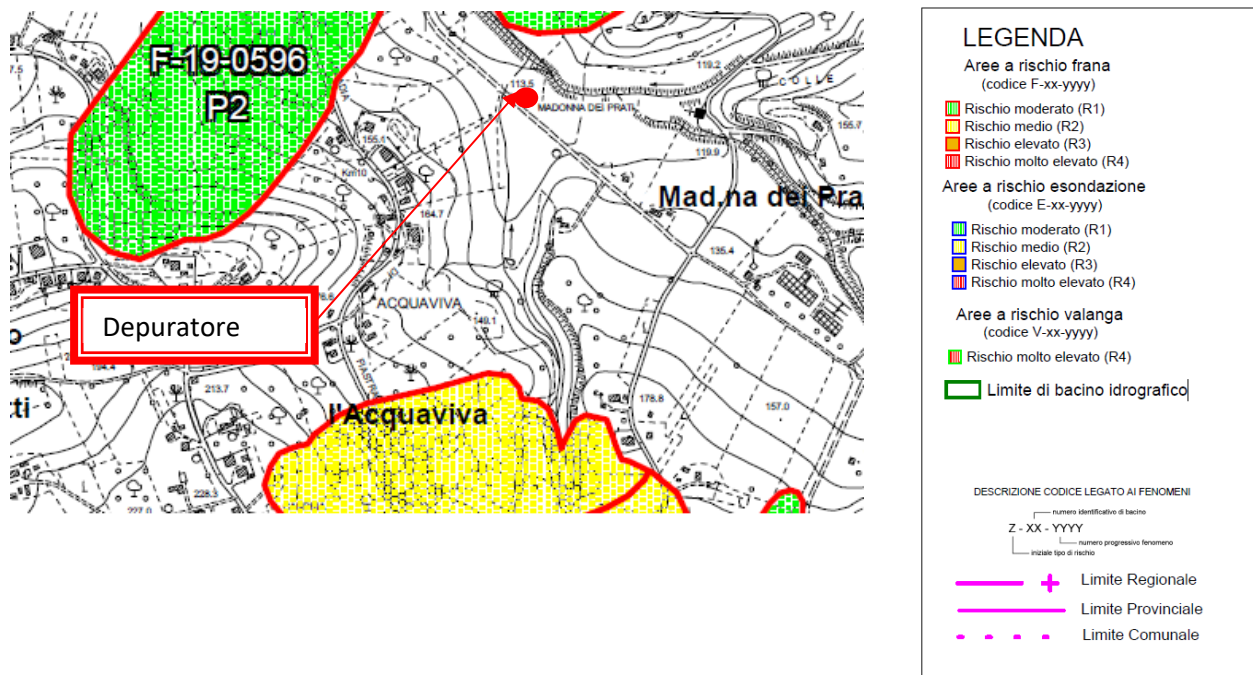 F-19-0596
P2
113.5
MADONNA DEI PRATI
119.2
COLLE
155.7
119.9
155.1
Km10
Mad.na dei Pra
164.7
135.4
ACQUAVIVA
149.1
Depuratore
194.4
213.7
l'Acquaviva
PIASTRA
178.8
157.0
ti
228.3
227.0
LEGENDA
Aree a rischio frana
(codice F-xx-yyyy)
Rischio moderato (R1)
Rischio medio (R2)
Rischio elevato (R3)
Rischio molto elevato (R4)
Aree a rischio esondazione
(codice E-xx-yyyy)
Rischio moderato (R1)
Rischio medio (R2)
Rischio elevato (R3)
Rischio molto elevato (R4)
Aree a rischio valanga
(codice V-xx-yyyy)
Rischio molto elevato (R4)
Limite di bacino idrografico
DESCRIZIONE CODICE LEGATO AI FENOMENI
numero identificativo di bacino
Z - XX - YYYY
numero progressivo fenomeno
iniziale tipo di rischio
Limite Regionale
Limite Provinciale
Limite Comunale